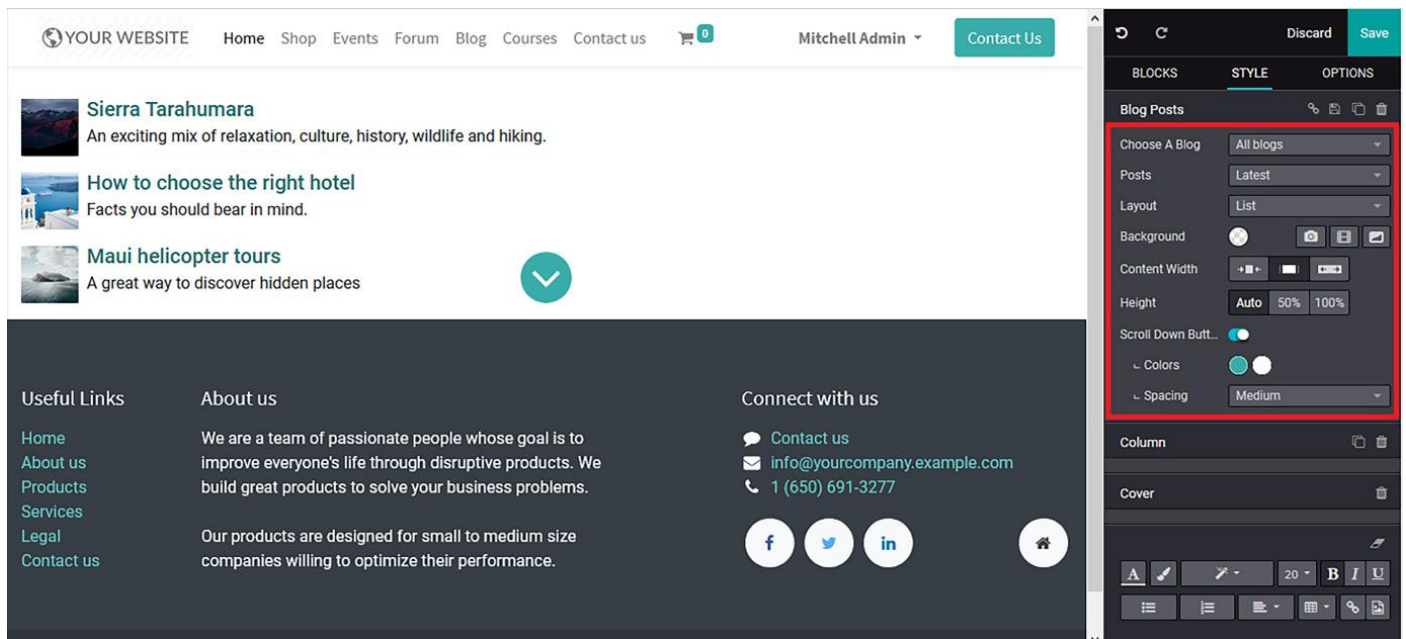 YOUR WEBSITE Home Shop Events Forum Blog Courses Contact us 0 Mitchell Admin Contact Us
Sierra Tarahumara
An exciting mix of relaxation, culture, history, wildlife and hiking.
How to choose the right hotel
Facts you should bear in mind.
Maui helicopter tours
A great way to discover hidden places
Useful Links
Home
About us
Products
Services
Legal
Contact us
About us
We are a team of passionate people whose goal is to
improve everyone's life through disruptive products. We
build great products to solve your business problems.
Our products are designed for small to medium size
companies willing to optimize their performance.
Connect with us
Contact us
info@yourcompany.example.com
1 (650) 691-3277
f
in
Discard Save
BLOCKS STYLE OPTIONS
Blog Posts
Choose A Blog All blogs
Posts Latest
Layout List
Background
Content Width
Height Auto 50% 100%
Scroll Down Butt...
Colors
Spacing Medium
Column
Cover
A 20 B I U